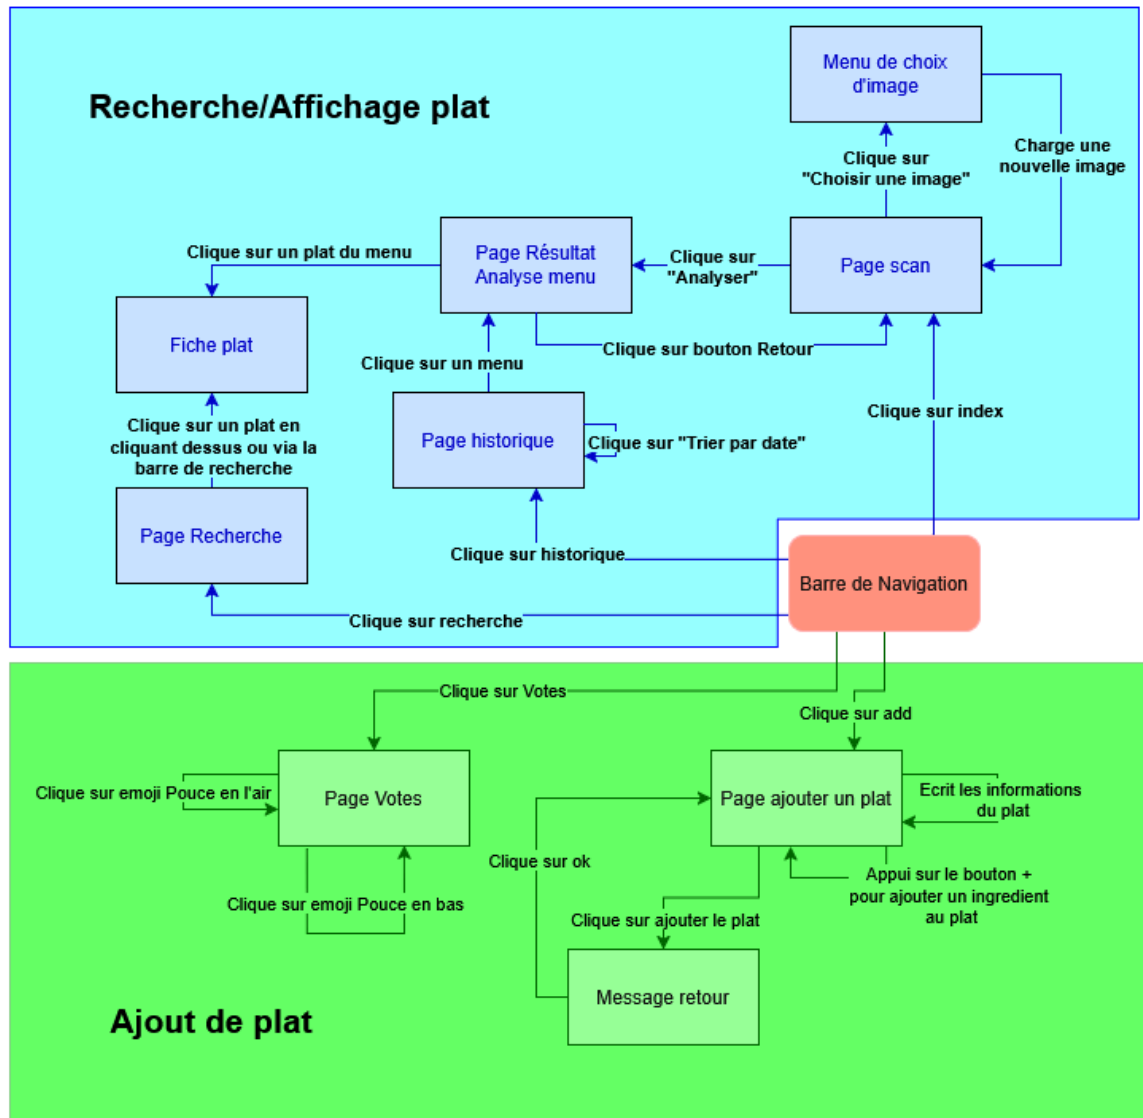 Recherche/Affichage plat
Menu de choix
d'image
Charge une
nouvelle image
Clique sur
"Choisir une image"
Clique sur un plat du menu
Page Résultat
Analyse menu
Clique sur
"Analyser"
Page scan
Fiche plat
Clique sur bouton Retour
Clique sur un menu
Clique sur index
Clique sur un plat en
cliquant dessus ou via la
barre de recherche
Page historique
Clique sur "Trier par date"
Page Recherche
Clique sur historique
Barre de Navigation
Clique sur recherche
Clique sur Votes
Clique sur add
Clique sur emoji Pouce en l'air
Page Votes
Page ajouter un plat
Ecrit les informations
du plat
Clique sur ok
Clique sur emoji Pouce en bas
Appui sur le bouton +
pour ajouter un ingredient
au plat
Clique sur ajouter le plat
Message retour
Ajout de plat